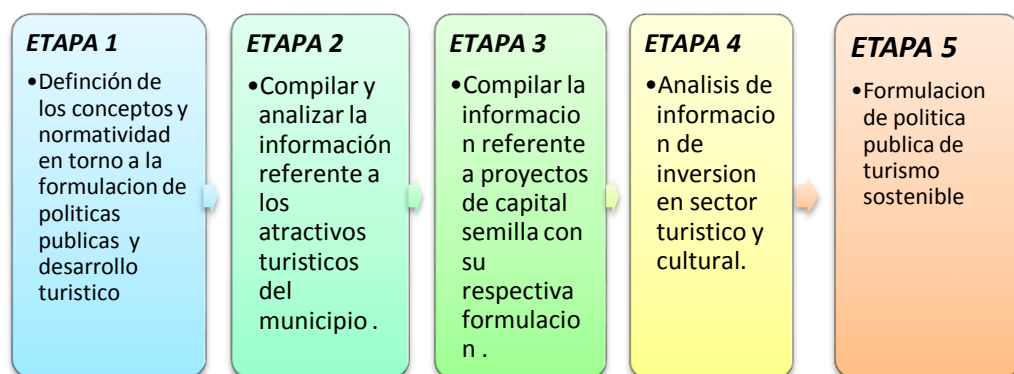 ETAPA 1
•Definción de
los conceptos y
normatividad
en torno a la
formulacion de
politicas
publicas y
desarrollo
turistico
ETAPA 2
•Compilar y
analizar la
información
referente a
los
atractivos
turisticos
del
municipio .
ETAPA 3
•Compilar la
informacio
n referente
a proyectos
de capital
semilla con
su
respectiva
formulacio
n .
ETAPA 4
•Analisis de
informacio
n de
inversion
en sector
turistico y
cultural.
ETAPA 5
•Formulacion
de politica
publica de
turismo
sostenible